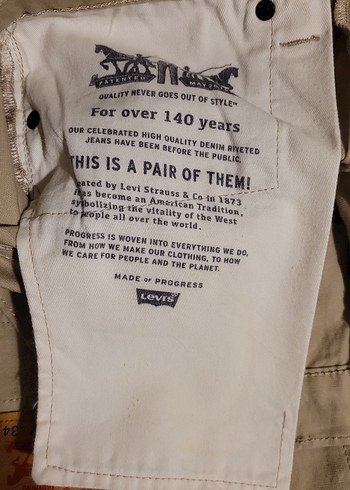 PATENTED MAY 20
QUALITY NEVER GOES OUT OF STYLE™
For over 140 years
OUR CELEBRATED HIGH QUALITY DENIM RIVETED
JEANS HAVE BEEN BEFORE THE PUBLIC.
THIS IS A PAIR OF THEM!
eated by Levi Strauss & Co in 1873
has become an American Tradition,
symbolizing the vitality of the West
to people all over the world.
PROGRESS IS WOVEN INTO EVERYTHING WE DO,
FROM HOW WE MAKE OUR CLOTHING, TO HOW
WE CARE FOR PEOPLE AND THE PLANET.
MADE OF PROGRESS
Levi's
34